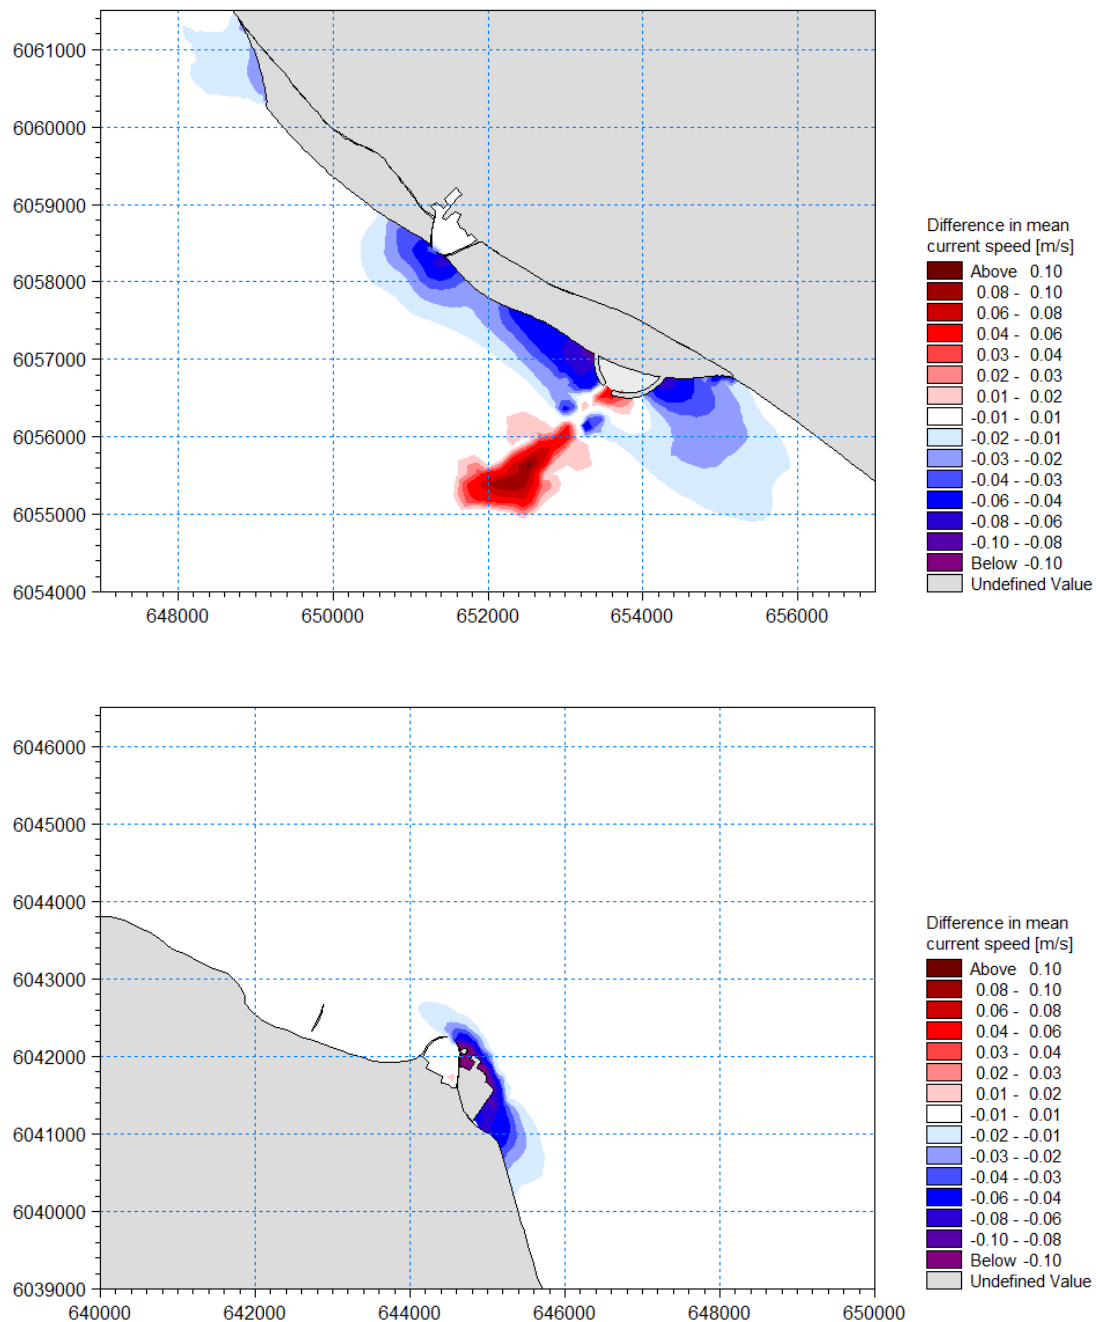 6061000
6060000
6059000
6058000
6057000
6056000
6055000
6054000
648000 650000 652000 654000 656000
Difference in mean
current speed [m/s]
Above 0.10
0.08 - 0.10
0.06 - 0.08
0.04 - 0.06
0.03 - 0.04
0.02 - 0.03
0.01 - 0.02
-0.01 - 0.01
-0.02 - -0.01
-0.03 - -0.02
-0.04 - -0.03
-0.06 - -0.04
-0.08 - -0.06
-0.10 - -0.08
Below -0.10
Undefined Value
6046000
6045000
6044000
6043000
6042000
6041000
6040000
6039000
640000 642000 644000 646000 648000 650000
Difference in mean
current speed [m/s]
Above 0.10
0.08 - 0.10
0.06 - 0.08
0.04 - 0.06
0.03 - 0.04
0.02 - 0.03
0.01 - 0.02
-0.01 - 0.01
-0.02 - -0.01
-0.03 - -0.02
-0.04 - -0.03
-0.06 - -0.04
-0.08 - -0.06
-0.10 - -0.08
Below -0.10
Undefined Value